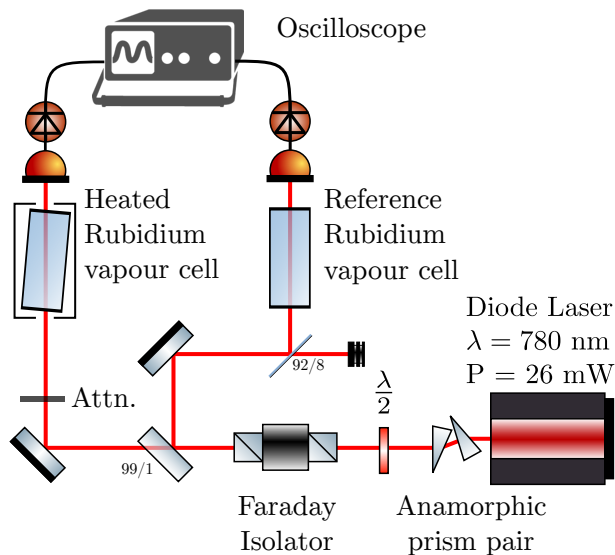 Oscilloscope
Heated
Rubidium
vapour cell
Reference
Rubidium
vapour cell
Diode Laser
λ = 780 nm
P = 26 mW
92/8
Attn.
λ
2
99/1
Faraday
Isolator
Anamorphic
prism pair